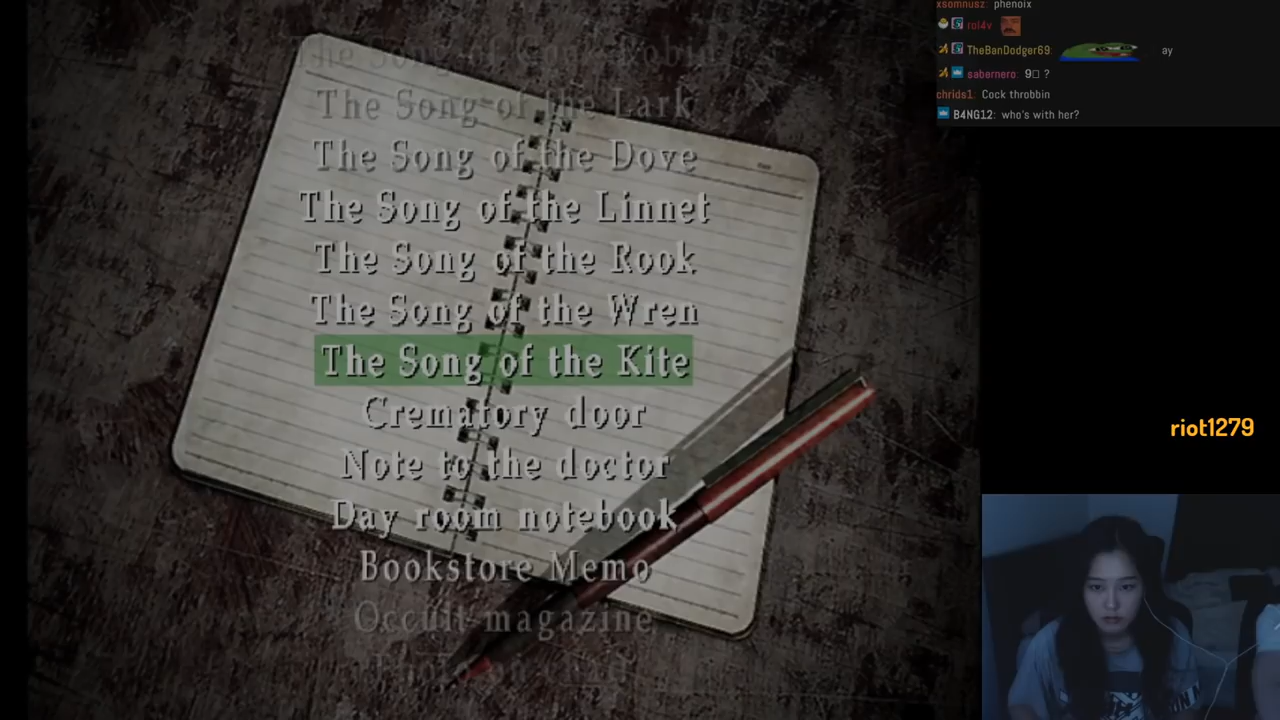 The Song of the Lark
The Song of the Dove
The Song of the Linnet
The Song of the Rook
The Song of the Wren
The Song of the Kite
Crematory door
Note to the doctor
Day room notebook
Bookstore Memo
Occult magazine
xsomnusz: phenoix
rol4v
TheBanDodger69: ay
sabernero: 9 ?
chrids1: Cock throbbin
B4NG12: who's with her?
riot1279